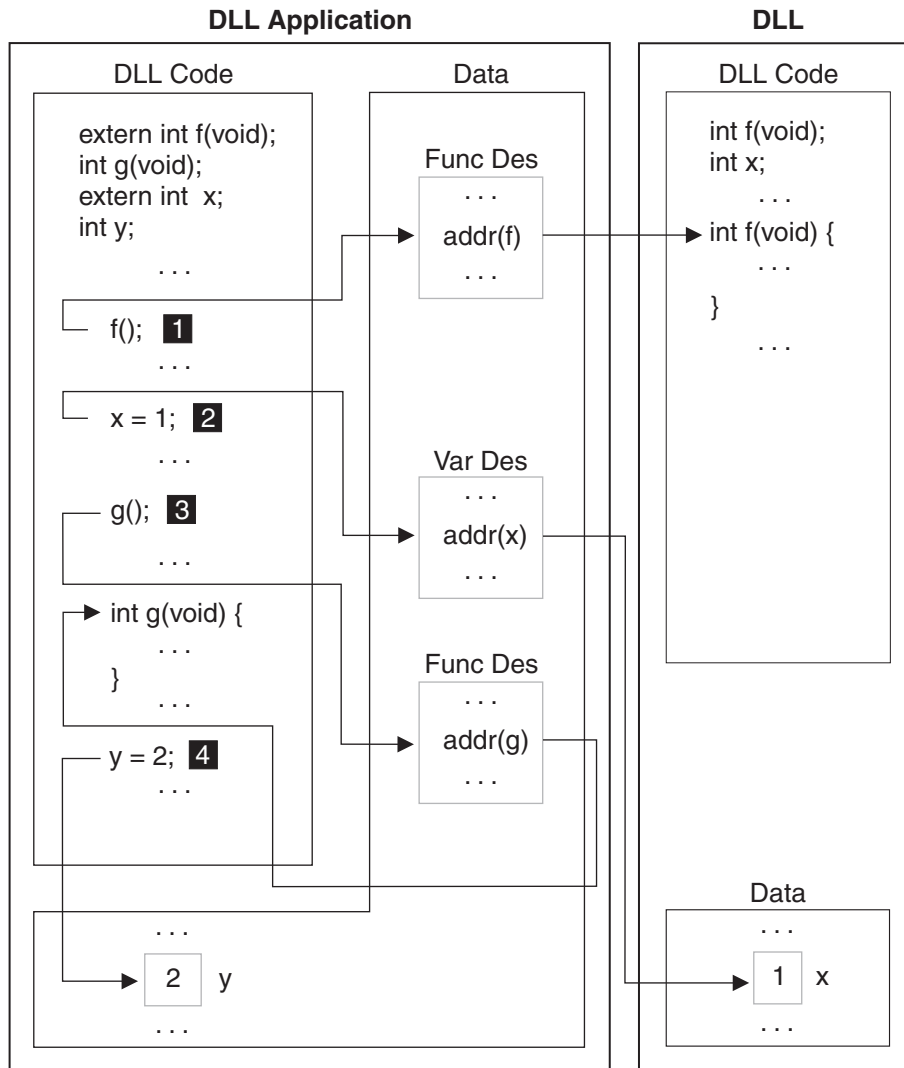 DLL Application
DLL Code
extern int f(void);
int g(void);
extern int x;
int y;
. . .
f(); 1
. . .
x = 1; 2
. . .
g(); 3
. . .
int g(void) {
. . .
}
. . .
y = 2; 4
. . .
Data
Func Des
. . .
addr(f)
. . .
Var Des
. . .
addr(x)
. . .
Func Des
. . .
addr(g)
. . .
. . .
2 y
. . .
DLL
DLL Code
int f(void);
int x;
. . .
int f(void) {
. . .
}
. . .
Data
. . .
1 x
. . .